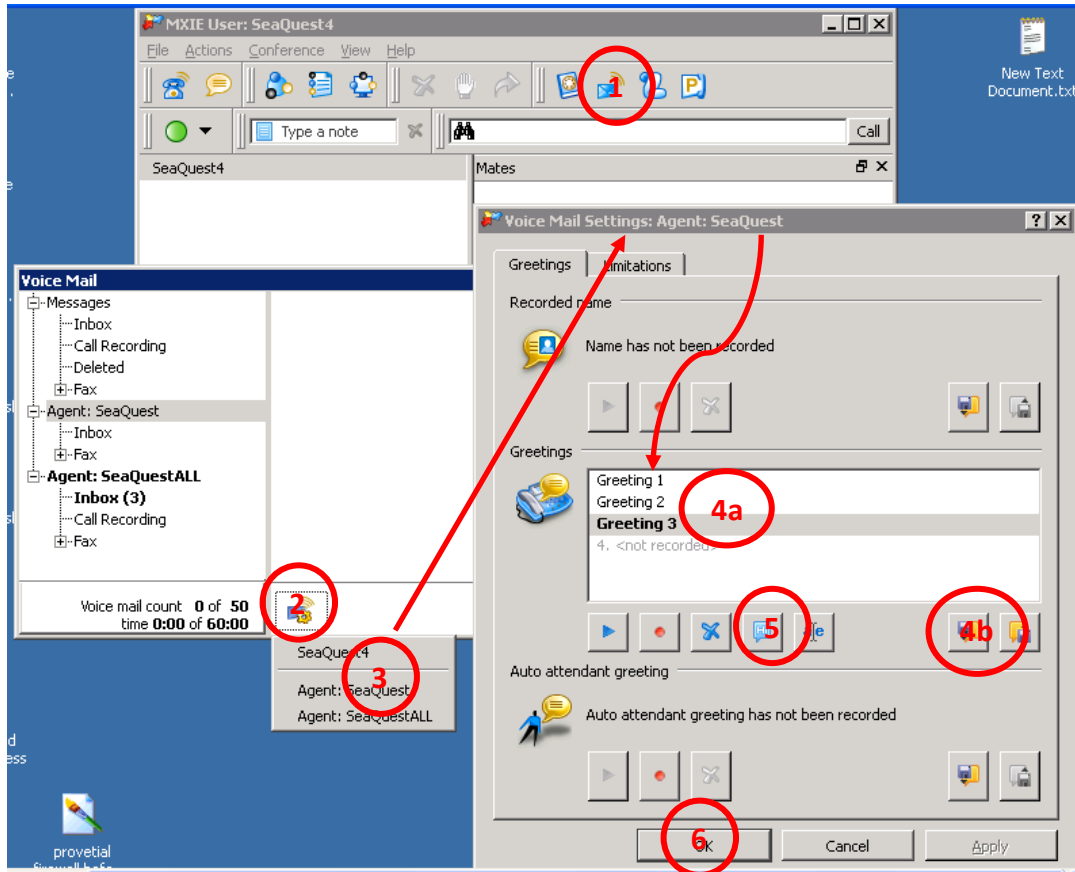 MXIE User: SeaQuest4
File Actions Conference View Help
1
New Text
Document.txt
Type a note
Call
SeaQuest4
Mates
Voice Mail Settings: Agent: SeaQuest
Greetings Limitations
Recorded name
Name has not been recorded
Voice Mail
Messages
Inbox
Call Recording
Deleted
Fax
Agent: SeaQuest
Inbox
Fax
Agent: SeaQuestALL
Inbox (3)
Call Recording
Fax
Voice mail count 0 of 50
time 0:00 of 60:00
2
SeaQuest4
3
Agent: SeaQuest
Agent: SeaQuestALL
Greetings
Greeting 1
Greeting 2
Greeting 3
4. <not recorded>
4a
5
4b
Auto attendant greeting
Auto attendant greeting has not been recorded
6
OK Cancel Apply
provetial